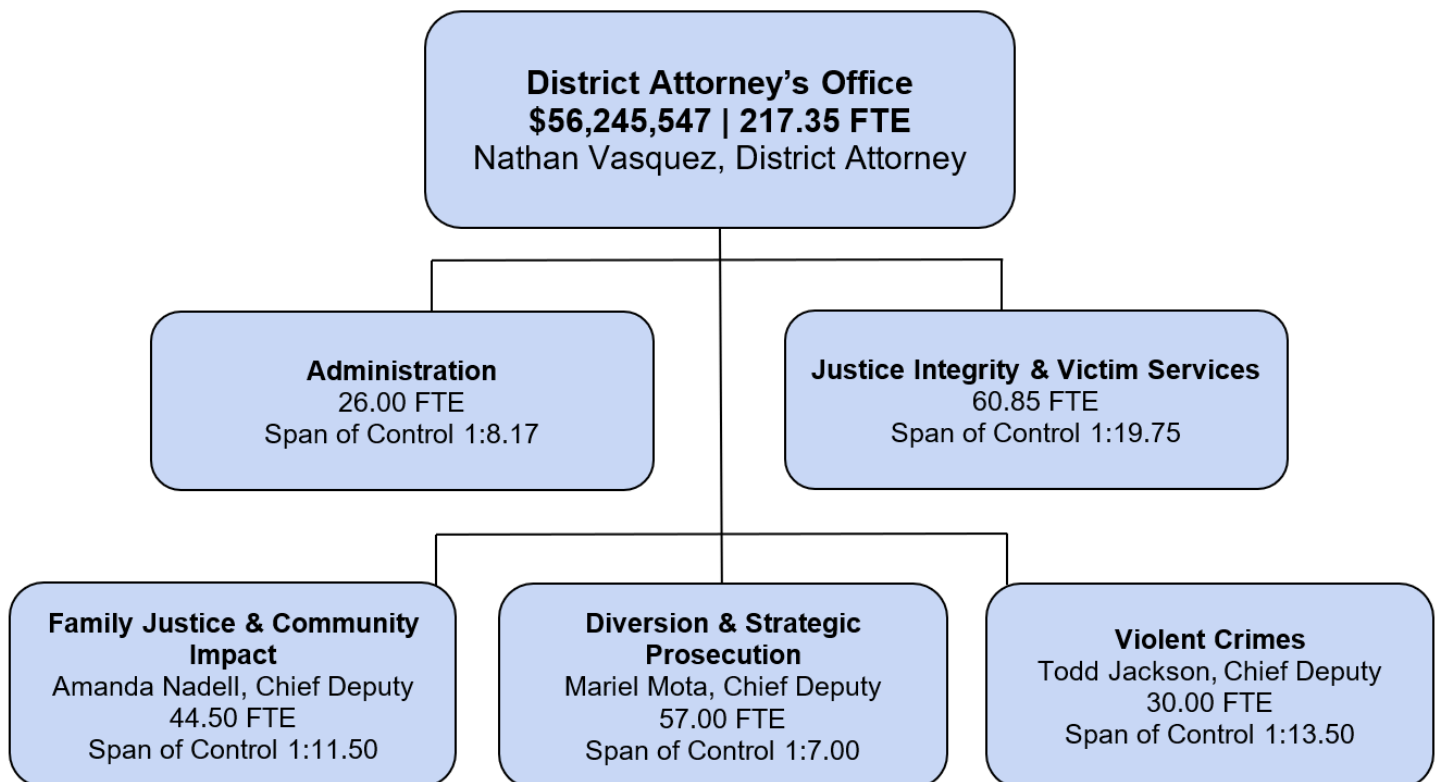 District Attorney’s Office
$56,245,547 | 217.35 FTE
Nathan Vasquez, District Attorney
Administration
26.00 FTE
Span of Control 1:8.17
Justice Integrity & Victim Services
60.85 FTE
Span of Control 1:19.75
Family Justice & Community
Impact
Amanda Nadell, Chief Deputy
44.50 FTE
Span of Control 1:11.50
Diversion & Strategic
Prosecution
Mariel Mota, Chief Deputy
57.00 FTE
Span of Control 1:7.00
Violent Crimes
Todd Jackson, Chief Deputy
30.00 FTE
Span of Control 1:13.50